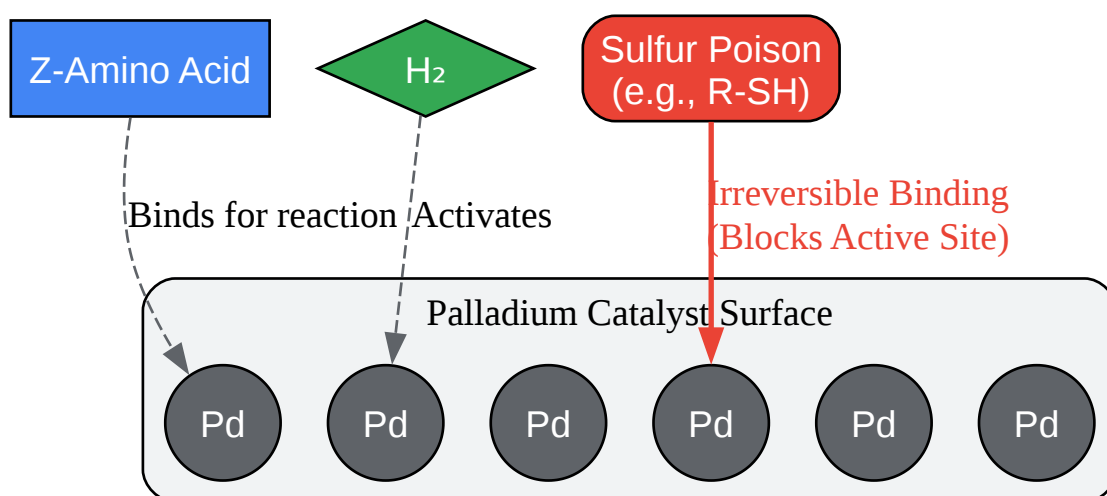 Z-Amino Acid
H₂
Sulfur Poison
(e.g., R-SH)
Binds for reaction
Activates
Irreversible Binding
(Blocks Active Site)
Palladium Catalyst Surface
Pd
Pd
Pd
Pd
Pd
Pd